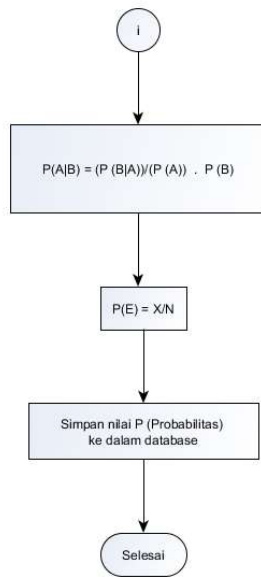 i
P(A|B) = (P (B|A))/(P (A))  .  P (B)
P(E) = X/N
Simpan nilai P (Probabilitas)
ke dalam database
Selesai